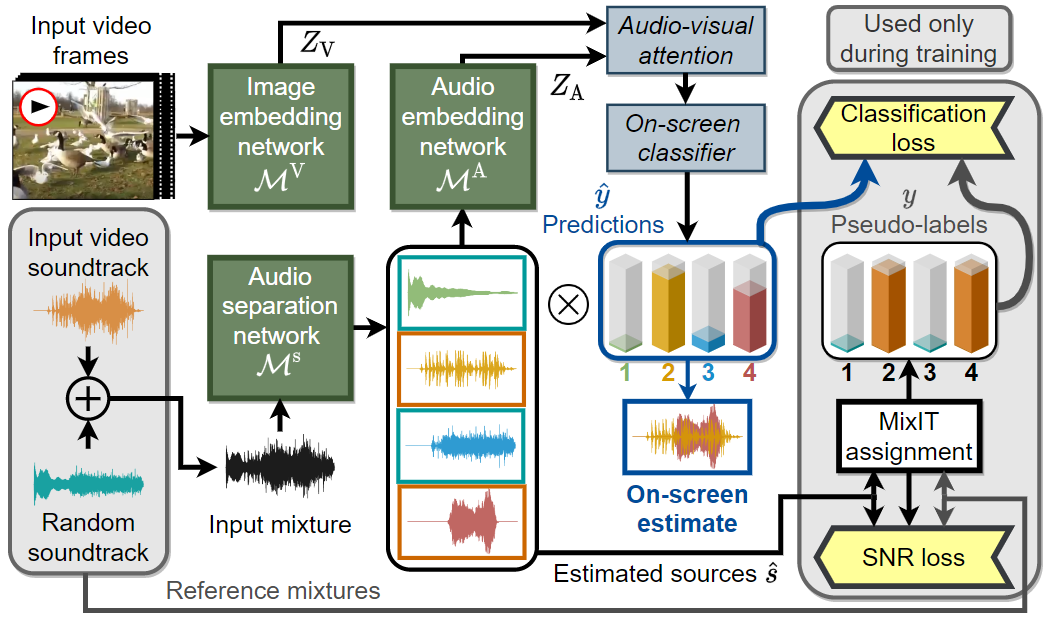 Input video
frames
Z_V
Image
embedding
network
𝓜^V
Audio
embedding
network
𝓜^A
Z_A
Audio-visual
attention
On-screen
classifier
Used only
during training
Classification
loss
ŷ
Predictions
y
Pseudo-labels
Input video
soundtrack
Audio
separation
network
𝓜^s
1 2 3 4
1 2 3 4
MixIT
assignment
On-screen
estimate
Random
soundtrack
Input mixture
SNR loss
Estimated sources ŝ
Reference mixtures